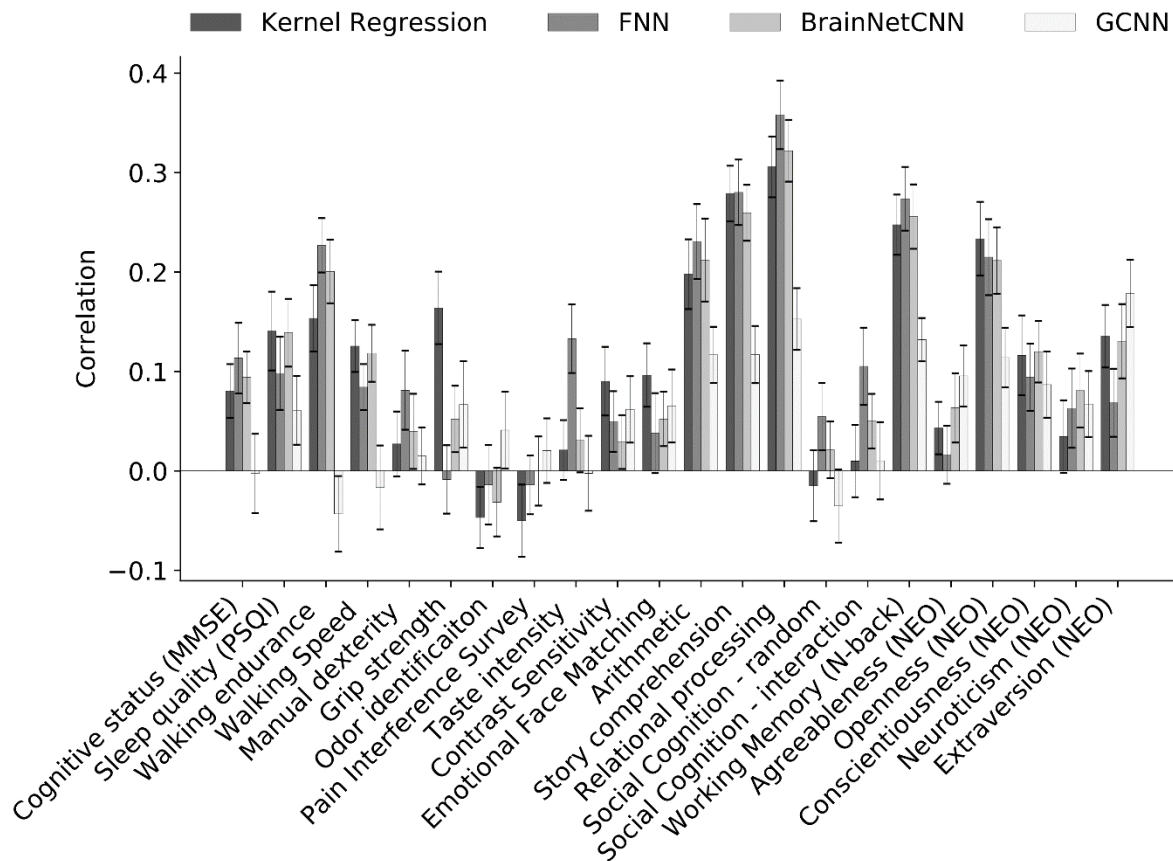 Kernel Regression FNN BrainNetCNN GCNN
0.4
0.3
0.2
0.1
0.0
−0.1
Correlation
Cognitive status (MMSE)
Sleep quality (PSQI)
Walking endurance
Walking Speed
Manual dexterity
Grip strength
Odor identificaiton
Pain Interference Survey
Taste intensity
Contrast Sensitivity
Emotional Face Matching
Arithmetic
Story comprehension
Relational processing
Social Cognition - random
Social Cognition - interaction
Working Memory (N-back)
Agreeableness (NEO)
Openness (NEO)
Conscientiousness (NEO)
Neuroticism (NEO)
Extraversion (NEO)